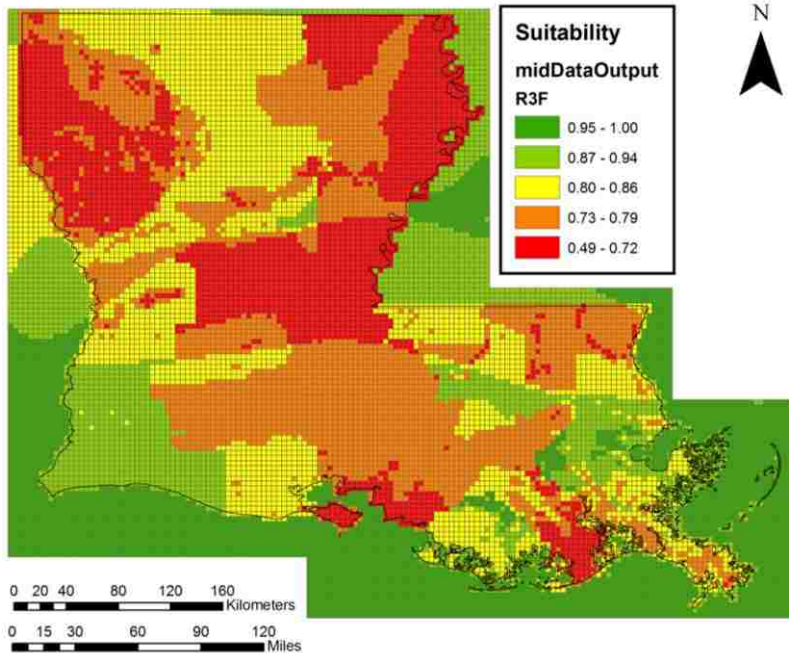 N
Suitability
midDataOutput
R3F
0.95 - 1.00
0.87 - 0.94
0.80 - 0.86
0.73 - 0.79
0.49 - 0.72
0 20 40 80 120 160
Kilometers
0 15 30 60 90 120
Miles